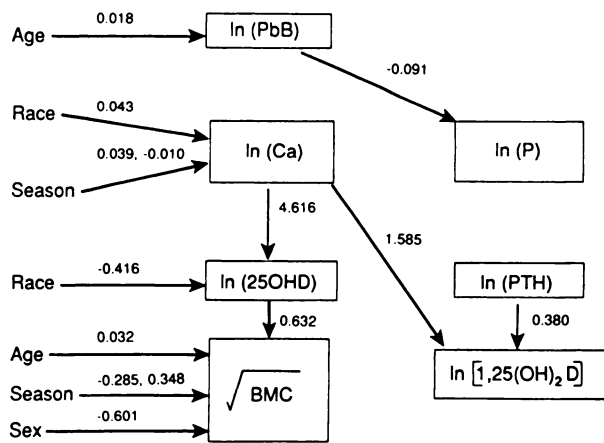 Age 0.018 ln (PbB)
-0.091
Race 0.043
ln (Ca) ln (P)
0.039, -0.010
Season
4.616 1.585
Race -0.416 ln (25OHD) ln (PTH)
0.632 0.380
Age 0.032
Season -0.285, 0.348 √BMC ln [1,25(OH)₂ D]
Sex -0.601